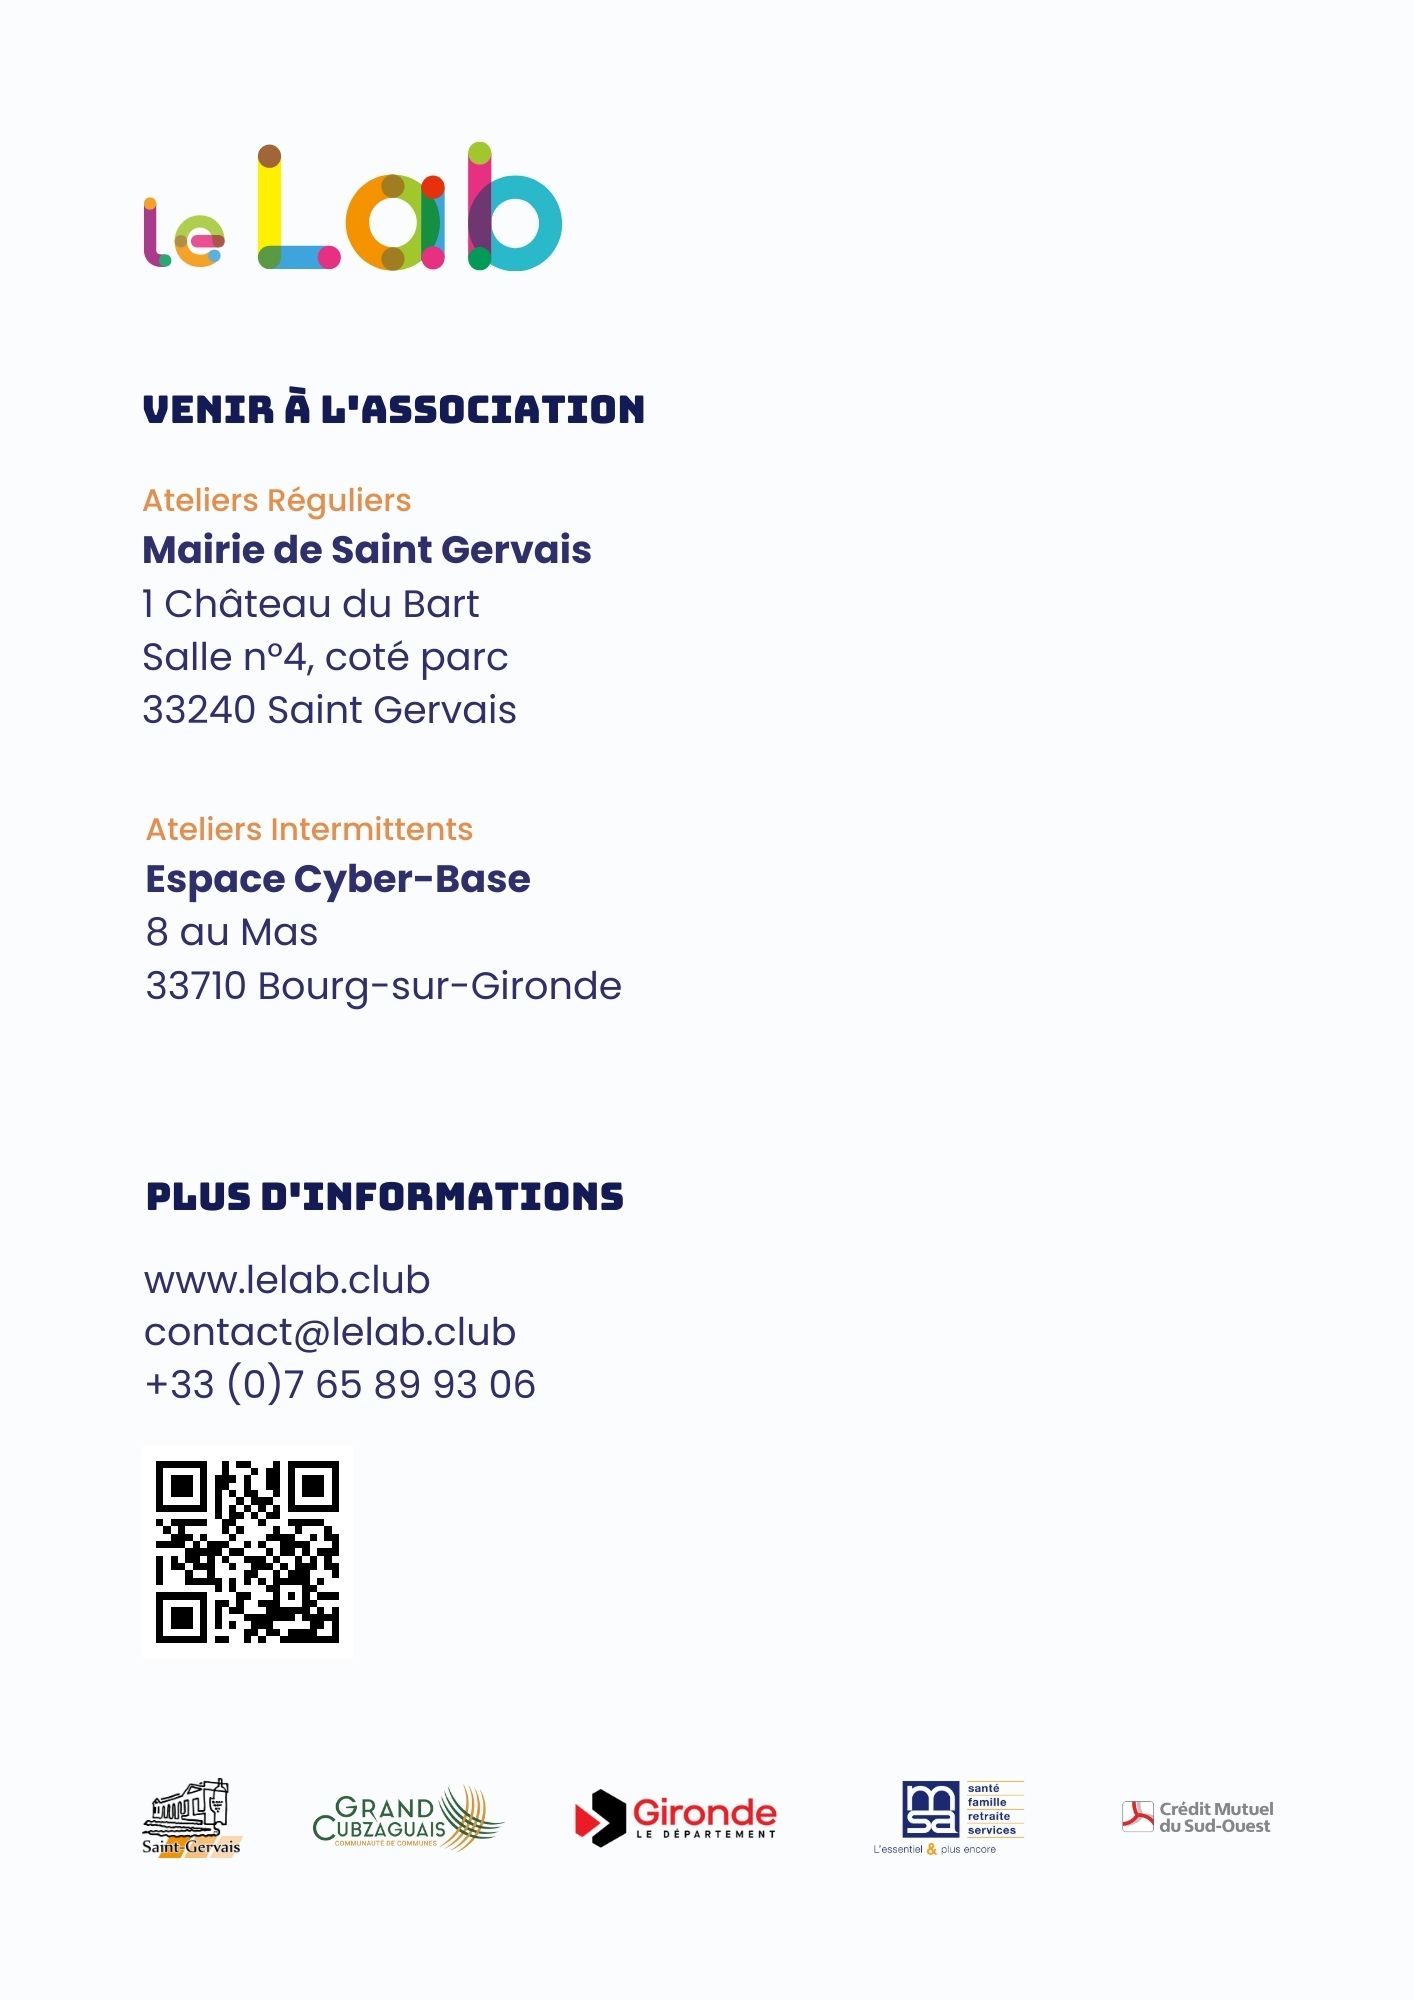 le Lab
VENIR À L'ASSOCIATION
Ateliers Réguliers
Mairie de Saint Gervais
1 Château du Bart
Salle n°4, coté parc
33240 Saint Gervais
Ateliers Intermittents
Espace Cyber-Base
8 au Mas
33710 Bourg-sur-Gironde
PLUS D'INFORMATIONS
www.lelab.club
contact@lelab.club
+33 (0)7 65 89 93 06
Saint-Gervais
GRAND
CUBZAGUAIS
COMMUNAUTÉ DE COMMUNES
Gironde
LE DÉPARTEMENT
msa
santé
famille
retraite
services
L'essentiel & plus encore
Crédit Mutuel
du Sud-Ouest